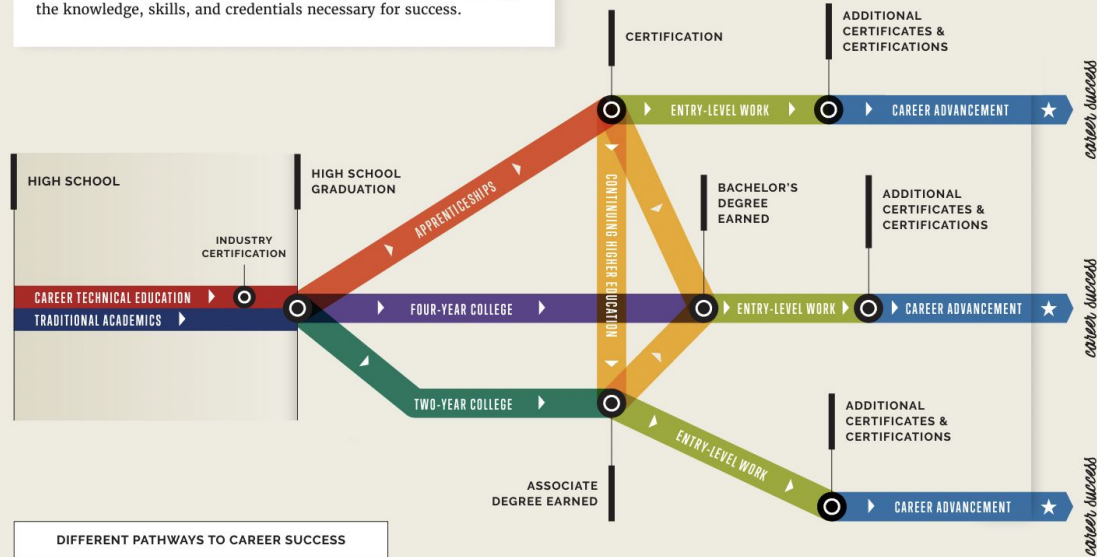 the knowledge, skills, and credentials necessary for success.
CERTIFICATION
ADDITIONAL
CERTIFICATES &
CERTIFICATIONS
ENTRY-LEVEL WORK
CAREER ADVANCEMENT
career success
HIGH SCHOOL
HIGH SCHOOL
GRADUATION
INDUSTRY
CERTIFICATION
APPRENTICESHIPS
CONTINUING HIGHER EDUCATION
BACHELOR'S
DEGREE
EARNED
ADDITIONAL
CERTIFICATES &
CERTIFICATIONS
CAREER TECHNICAL EDUCATION
TRADITIONAL ACADEMICS
FOUR-YEAR COLLEGE
ENTRY-LEVEL WORK
CAREER ADVANCEMENT
career success
TWO-YEAR COLLEGE
ENTRY-LEVEL WORK
ADDITIONAL
CERTIFICATES &
CERTIFICATIONS
ASSOCIATE
DEGREE EARNED
CAREER ADVANCEMENT
career success
DIFFERENT PATHWAYS TO CAREER SUCCESS